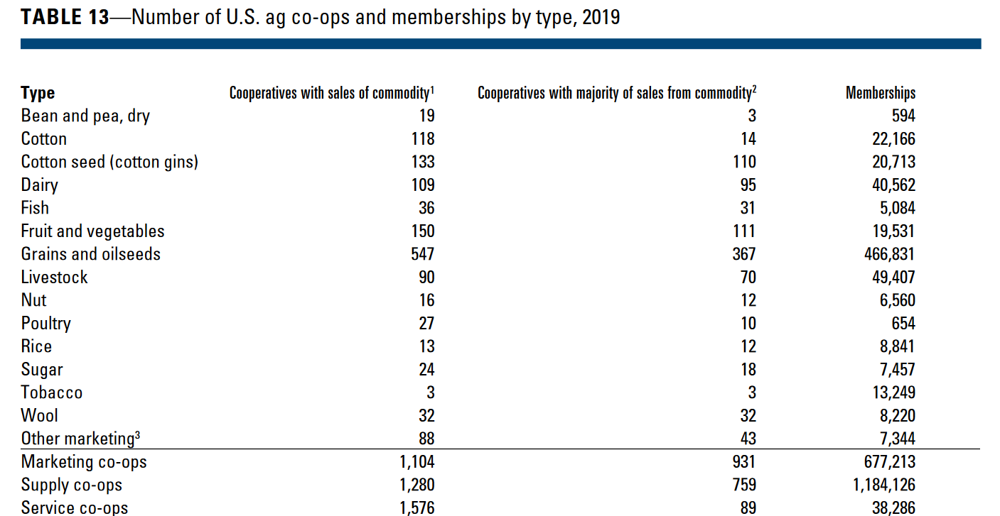 TABLE 13—Number of U.S. ag co-ops and memberships by type, 2019
Type Cooperatives with sales of commodity¹ Cooperatives with majority of sales from commodity² Memberships
Bean and pea, dry 19 3 594
Cotton 118 14 22,166
Cotton seed (cotton gins) 133 110 20,713
Dairy 109 95 40,562
Fish 36 31 5,084
Fruit and vegetables 150 111 19,531
Grains and oilseeds 547 367 466,831
Livestock 90 70 49,407
Nut 16 12 6,560
Poultry 27 10 654
Rice 13 12 8,841
Sugar 24 18 7,457
Tobacco 3 3 13,249
Wool 32 32 8,220
Other marketing³ 88 43 7,344
Marketing co-ops 1,104 931 677,213
Supply co-ops 1,280 759 1,184,126
Service co-ops 1,576 89 38,286